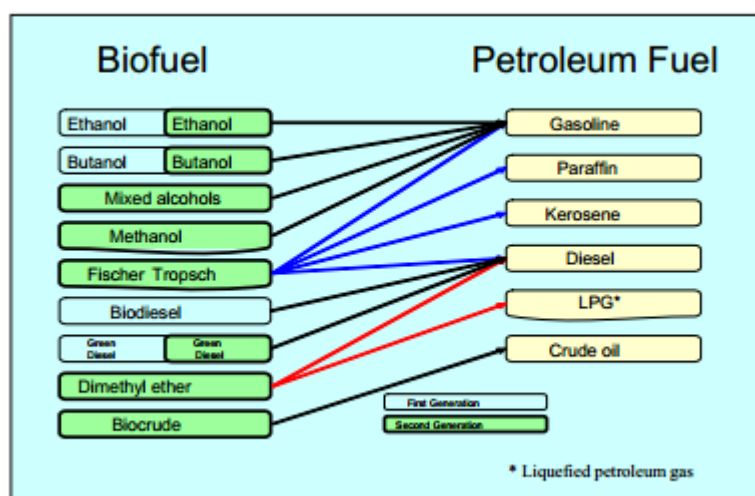 Biofuel Petroleum Fuel
Ethanol Ethanol Gasoline
Butanol Butanol Paraffin
Mixed alcohols
Kerosene
Methanol
Diesel
Fischer Tropsch
LPG*
Biodiesel
Green Diesel Green Diesel Crude oil
Dimethyl ether
First Generation
Biocrude
Second Generation
* Liquefied petroleum gas